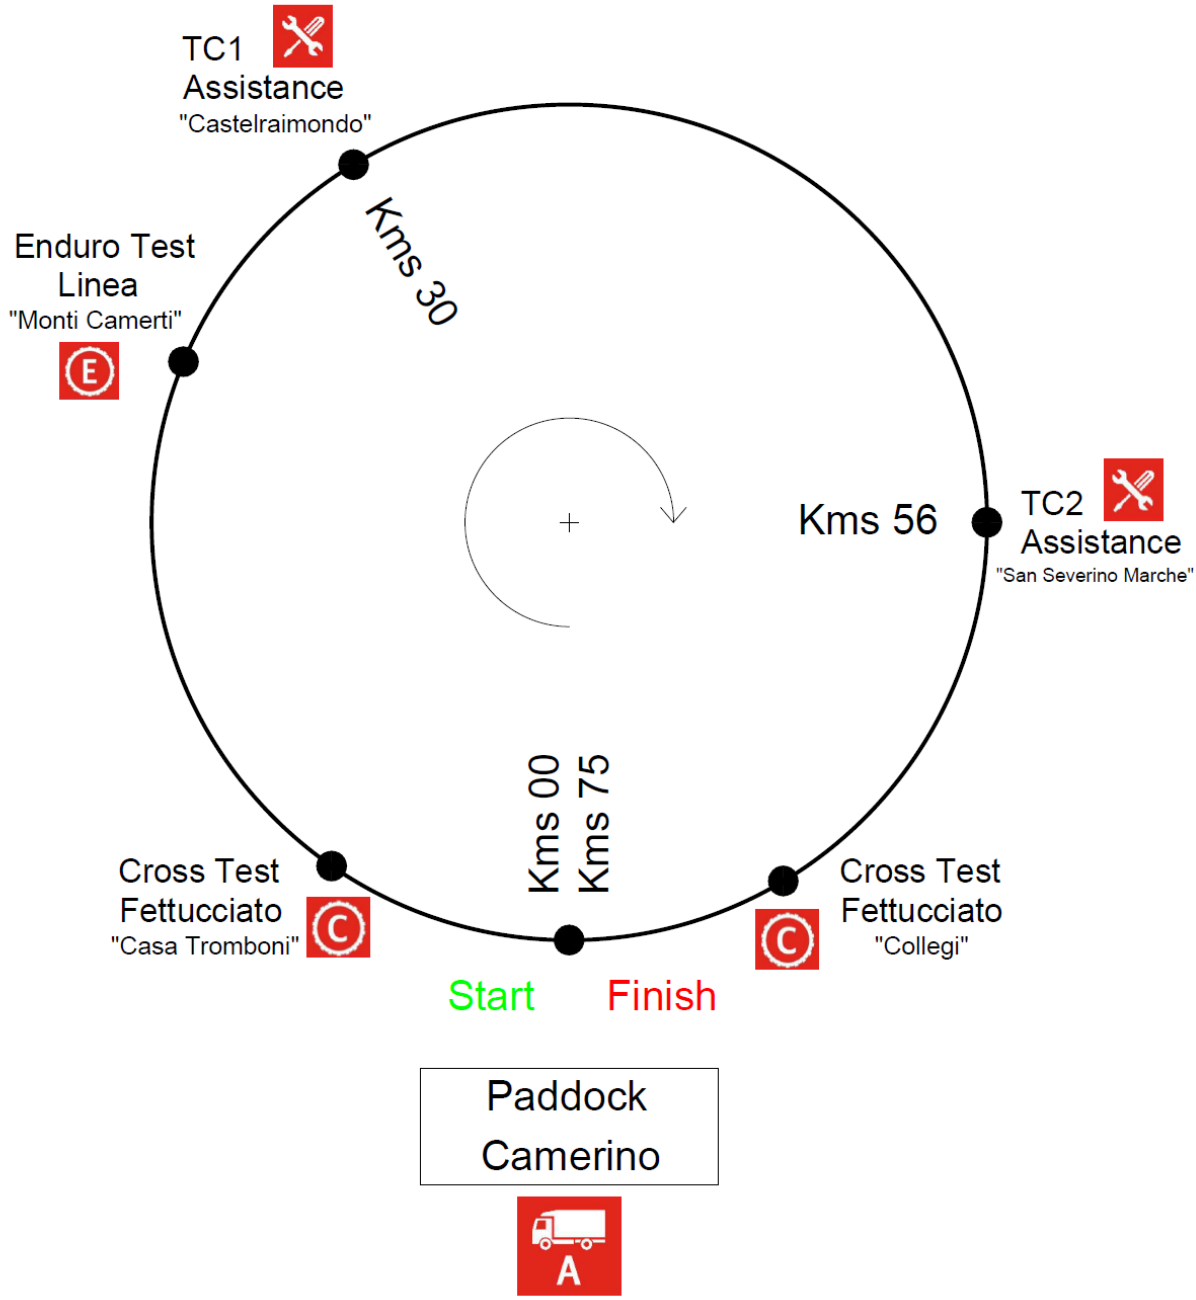 TC1
Assistance
"Castelraimondo"
Kms 30
Enduro Test
Linea
"Monti Camerti"
E
Kms 56
TC2
Assistance
"San Severino Marche"
Kms 00
Kms 75
Cross Test
Fettucciato
"Casa Tromboni"
C
Cross Test
Fettucciato
"Collegi"
C
Start
Finish
Paddock
Camerino
A